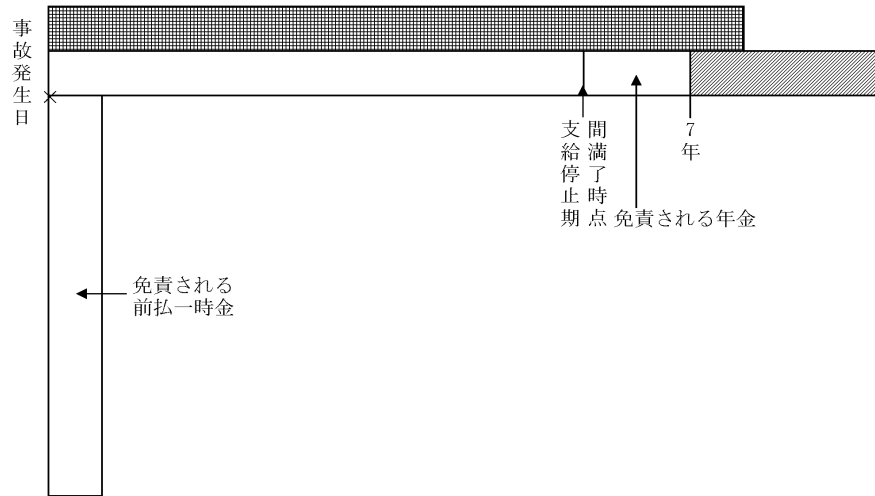 事故発生日
支給停止期
間満了時点
7年
免責される年金
免責される
前払一時金